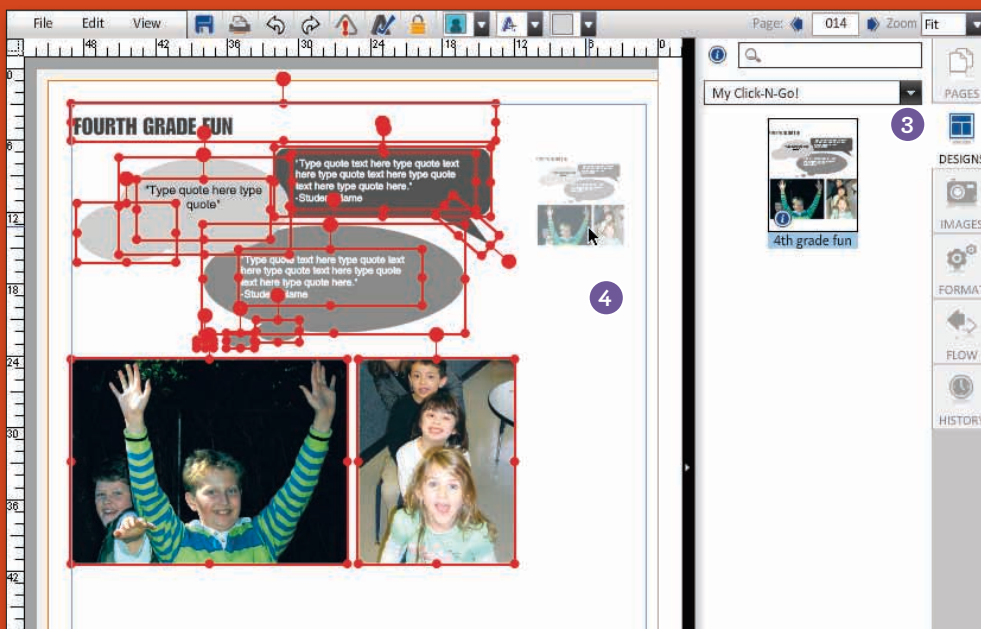 File Edit View
Page: 014 Zoom Fit
48 42 36 30 24 18 12 6 0
My Click-N-Go!
3
4th grade fun
PAGES
DESIGNS
IMAGES
FORMAT
FLOW
HISTORY
0
6
12
18
24
30
36
42
FOURTH GRADE FUN
"Type quote here type
quote"
"Type quote text here type quote text
here type quote text here type quote
text here type quote here."
-Student Name
"Type quote text here type quote text
here type quote text here type quote
text here type quote here."
-Student Name
4